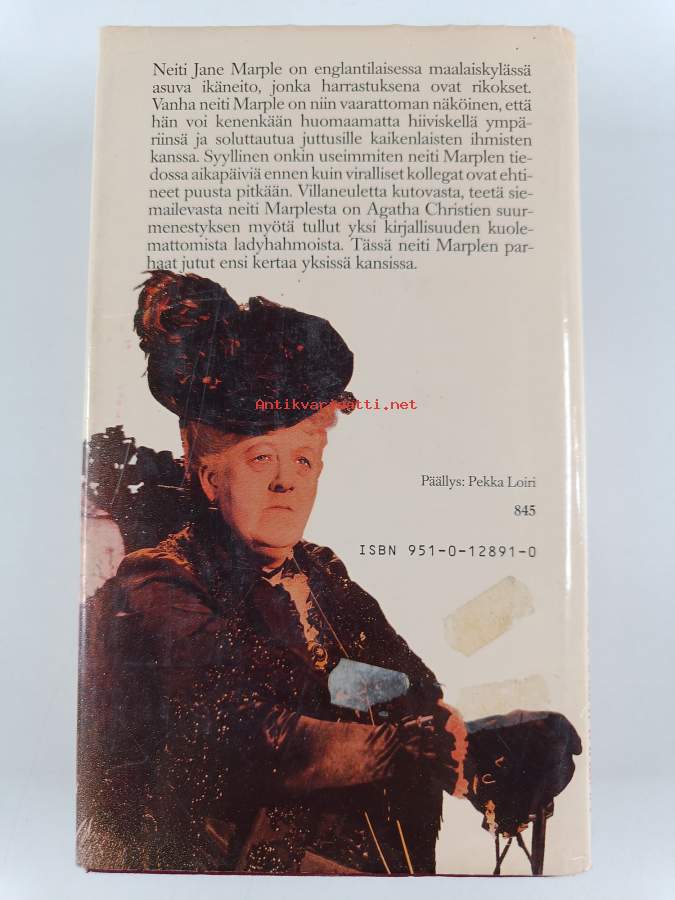 Neiti Jane Marple on englantilaisessa maalaiskylässä
asuva ikäneito, jonka harrastuksena ovat rikokset.
Vanha neiti Marple on niin vaarattoman näköinen, että
hän voi kenenkään huomaamatta hiiviskellä ympä-
riinsä ja soluttautua juttusille kaikenlaisten ihmisten
kanssa. Syyllinen onkin useimmiten neiti Marplen tie-
dossa aikapäiviä ennen kuin viralliset kollegat ovat ehti-
neet puusta pitkään. Villaneuletta kutovasta, teetä sie-
mailevasta neiti Marplesta on Agatha Christien suur-
menestyksen myötä tullut yksi kirjallisuuden kuole-
mattomista ladyhahmoista. Tässä neiti Marplen par-
haat jutut ensi kertaa yksissä kansissa.
Antikvariaatti.net
Päällys: Pekka Loiri
845
ISBN 951-0-12891-0